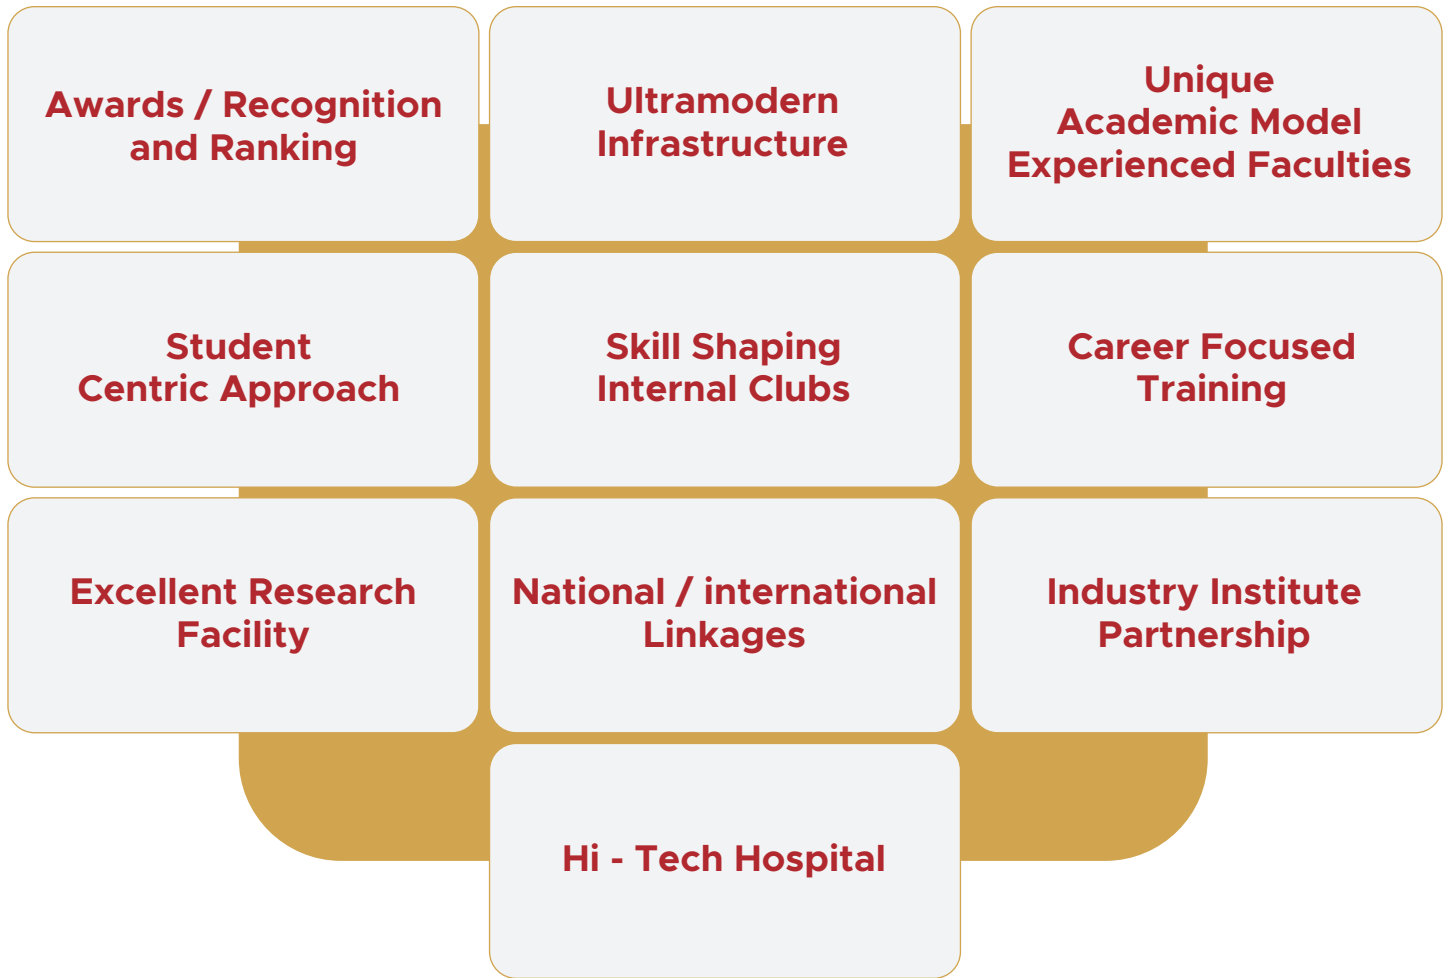 Awards / Recognition
and Ranking
Ultramodern
Infrastructure
Unique
Academic Model
Experienced Faculties
Student
Centric Approach
Skill Shaping
Internal Clubs
Career Focused
Training
Excellent Research
Facility
National / international
Linkages
Industry Institute
Partnership
Hi - Tech Hospital